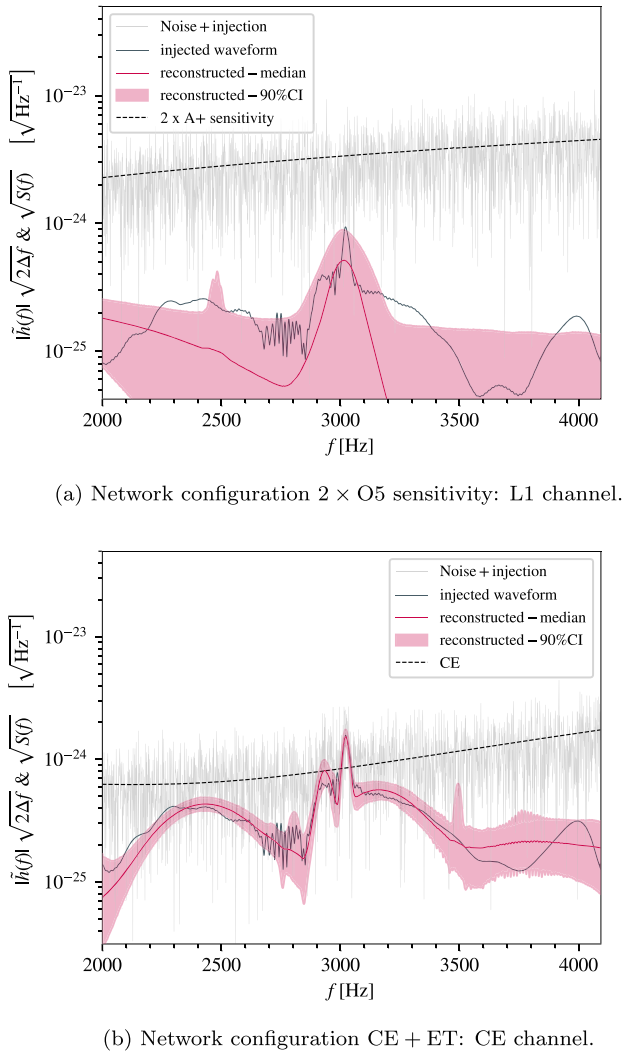 Noise + injection
injected waveform
reconstructed – median
reconstructed – 90%CI
2 x A+ sensitivity
10⁻²³
10⁻²⁴
10⁻²⁵
|h̃(f)| √2Δf & √S(f) [√Hz⁻¹]
2000 2500 3000 3500 4000
f [Hz]
(a) Network configuration 2 × O5 sensitivity: L1 channel.
Noise + injection
injected waveform
reconstructed – median
reconstructed – 90%CI
CE
10⁻²³
10⁻²⁴
10⁻²⁵
|h̃(f)| √2Δf & √S(f) [√Hz⁻¹]
2000 2500 3000 3500 4000
f [Hz]
(b) Network configuration CE + ET: CE channel.